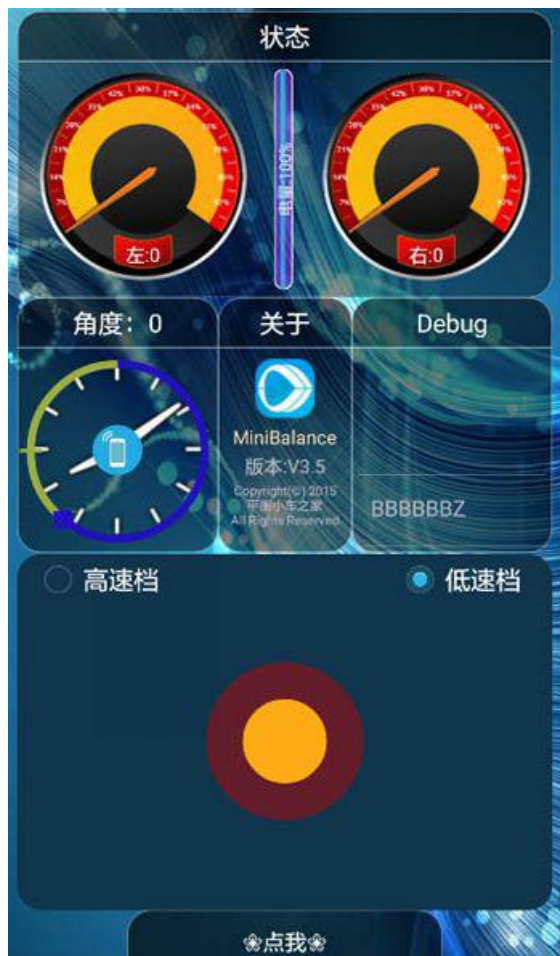 状态
电量:100%
左:0
右:0
角度：0
关于
Debug
MiniBalance
版本:V3.5
Copyright(C) 2015
平衡小车之家
All Rights Reserved
BBBBBBZ
高速档
低速档
❀点我❀